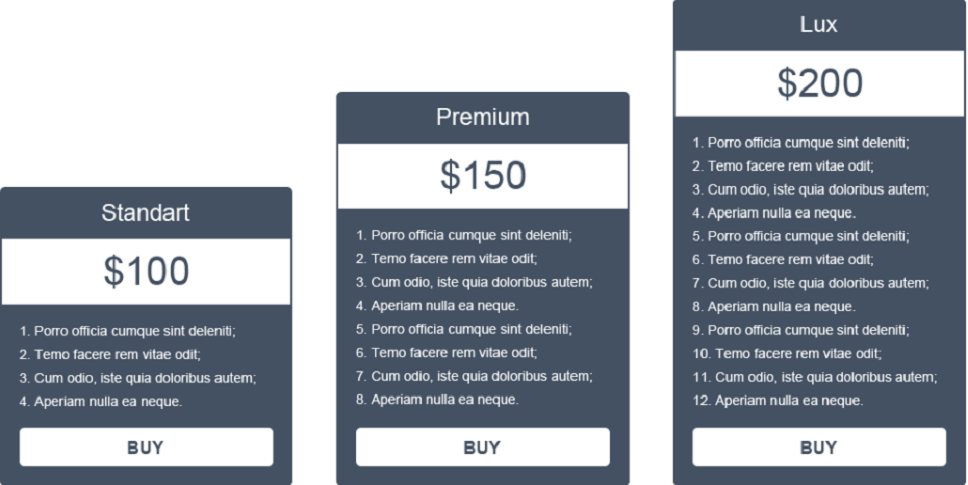 Standart
$100
1. Porro officia cumque sint deleniti;
2. Temo facere rem vitae odit;
3. Cum odio, iste quia doloribus autem;
4. Aperiam nulla ea neque.
BUY
Premium
$150
1. Porro officia cumque sint deleniti;
2. Temo facere rem vitae odit;
3. Cum odio, iste quia doloribus autem;
4. Aperiam nulla ea neque.
5. Porro officia cumque sint deleniti;
6. Temo facere rem vitae odit;
7. Cum odio, iste quia doloribus autem;
8. Aperiam nulla ea neque.
BUY
Lux
$200
1. Porro officia cumque sint deleniti;
2. Temo facere rem vitae odit;
3. Cum odio, iste quia doloribus autem;
4. Aperiam nulla ea neque.
5. Porro officia cumque sint deleniti;
6. Temo facere rem vitae odit;
7. Cum odio, iste quia doloribus autem;
8. Aperiam nulla ea neque.
9. Porro officia cumque sint deleniti;
10. Temo facere rem vitae odit;
11. Cum odio, iste quia doloribus autem;
12. Aperiam nulla ea neque.
BUY